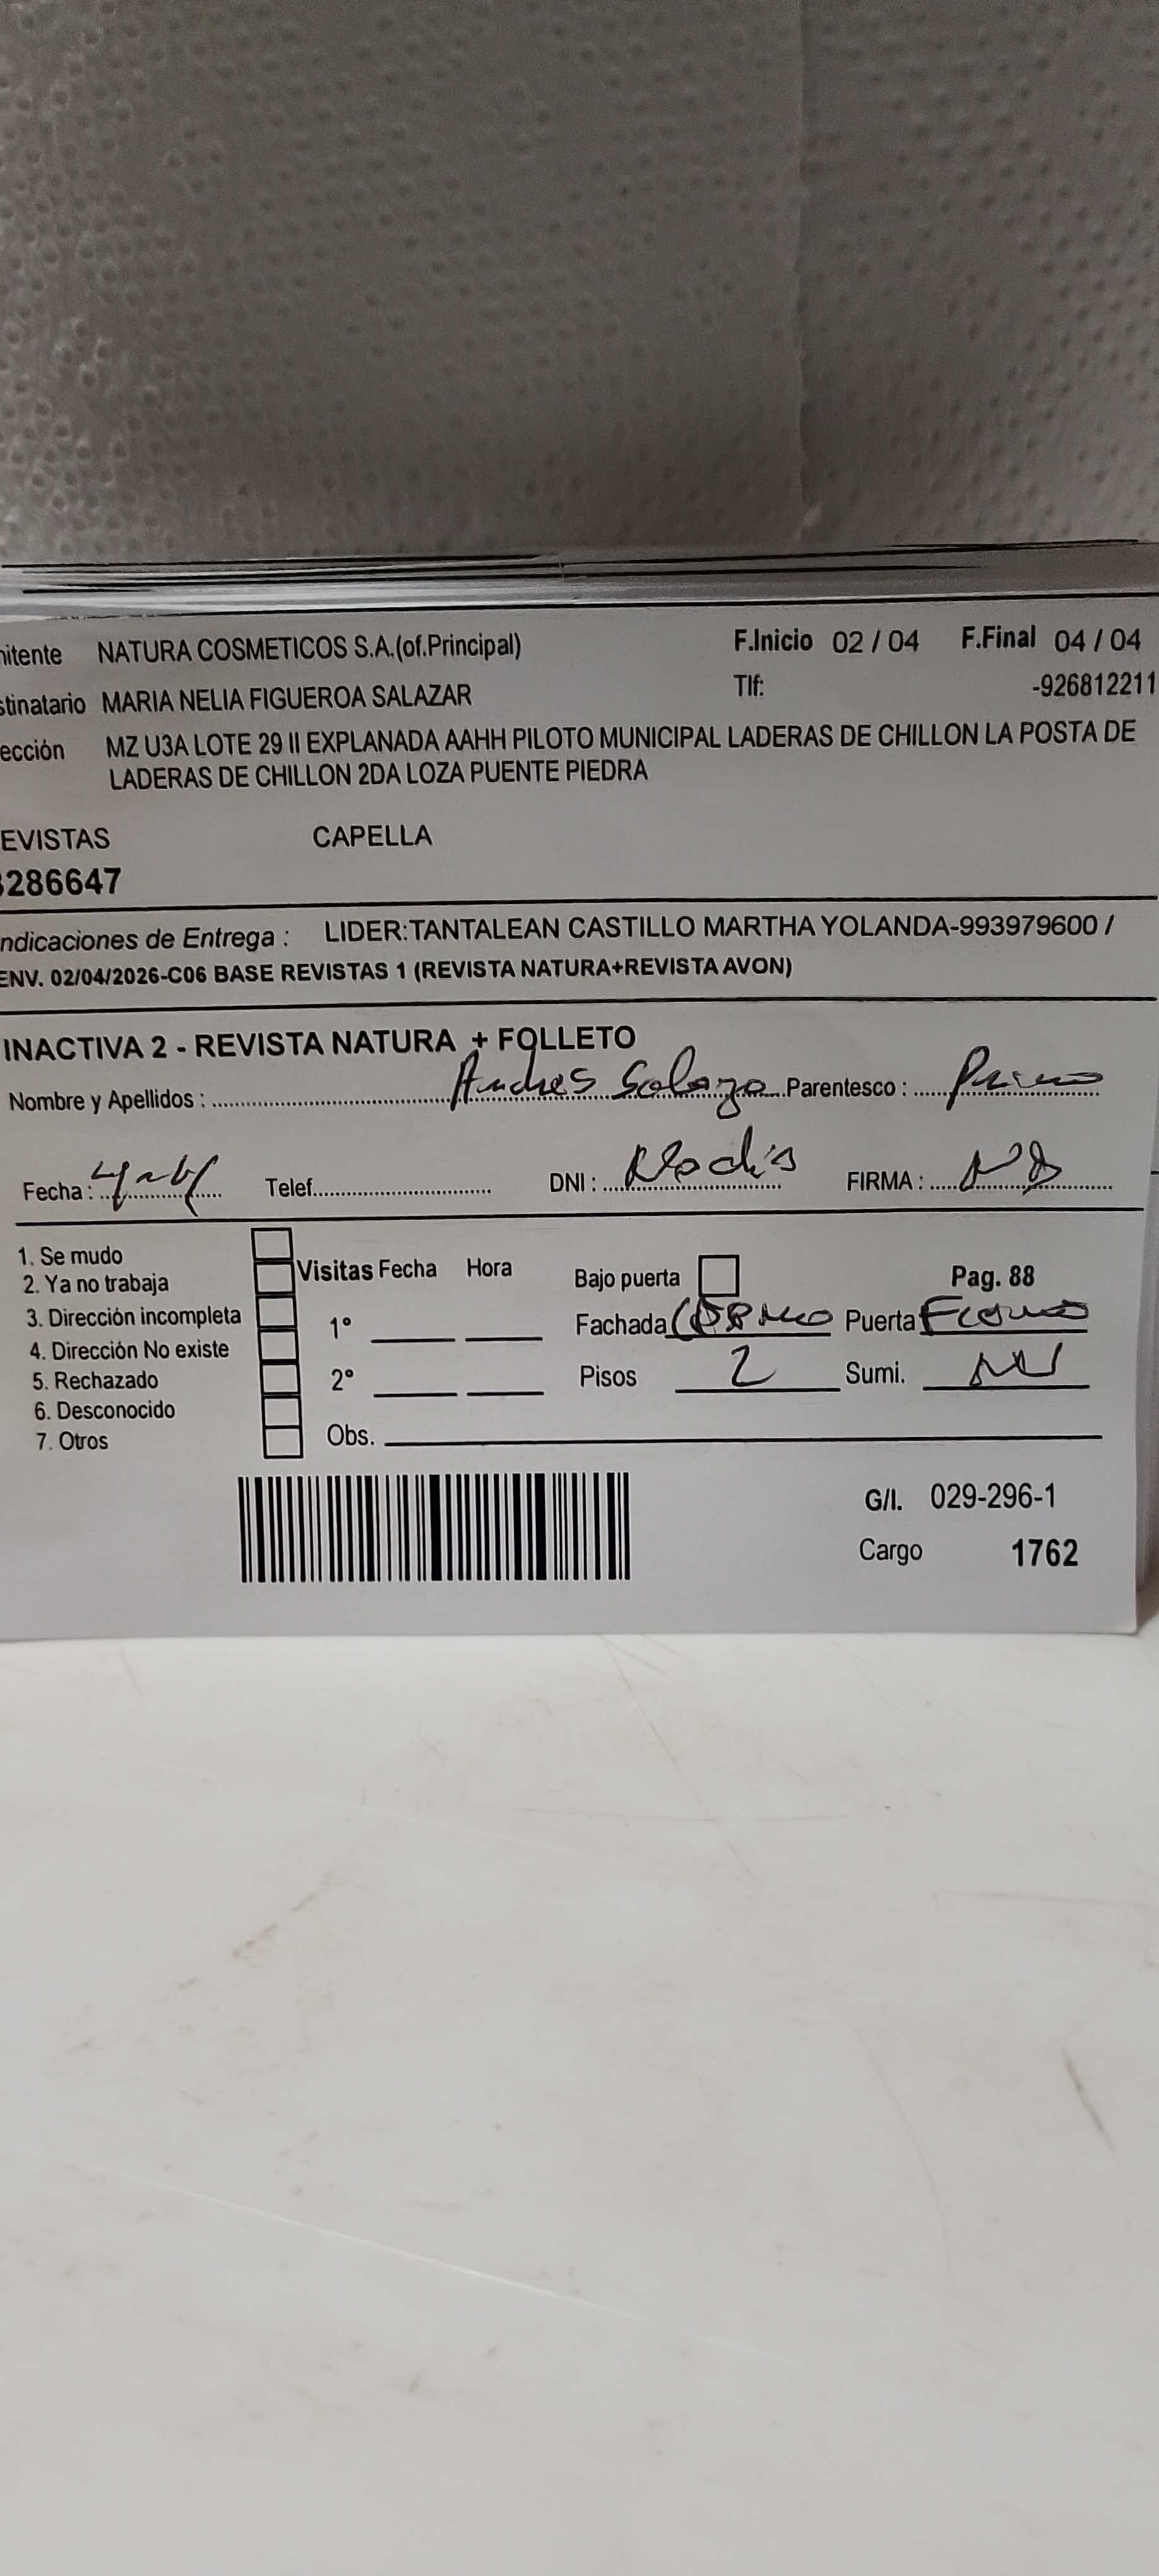 nitente NATURA COSMETICOS S.A.(of.Principal) F.Inicio 02 / 04 F.Final 04 / 04
stinatario MARIA NELIA FIGUEROA SALAZAR Tlf: -926812211
ección MZ U3A LOTE 29 II EXPLANADA AAHH PILOTO MUNICIPAL LADERAS DE CHILLON LA POSTA DE
LADERAS DE CHILLON 2DA LOZA PUENTE PIEDRA
EVISTAS CAPELLA
286647
ndicaciones de Entrega : LIDER:TANTALEAN CASTILLO MARTHA YOLANDA-993979600 /
ENV. 02/04/2026-C06 BASE REVISTAS 1 (REVISTA NATURA+REVISTA AVON)
INACTIVA 2 - REVISTA NATURA + FOLLETO
Nombre y Apellidos : Andres Salaza Parentesco : Primo
Fecha : Telef. DNI : FIRMA :
1. Se mudo
2. Ya no trabaja Visitas Fecha Hora Bajo puerta Pag. 88
3. Dirección incompleta 1° Fachada Puerta
4. Dirección No existe
5. Rechazado 2° Pisos 2 Sumi.
6. Desconocido
7. Otros Obs.
G/I. 029-296-1
Cargo 1762